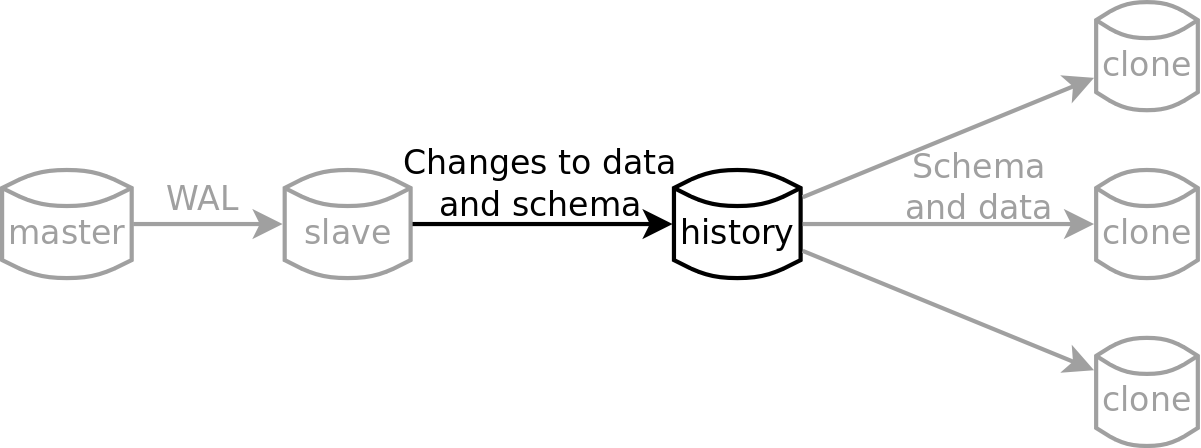 master
WAL
slave
Changes to data
and schema
history
Schema
and data
clone
clone
clone